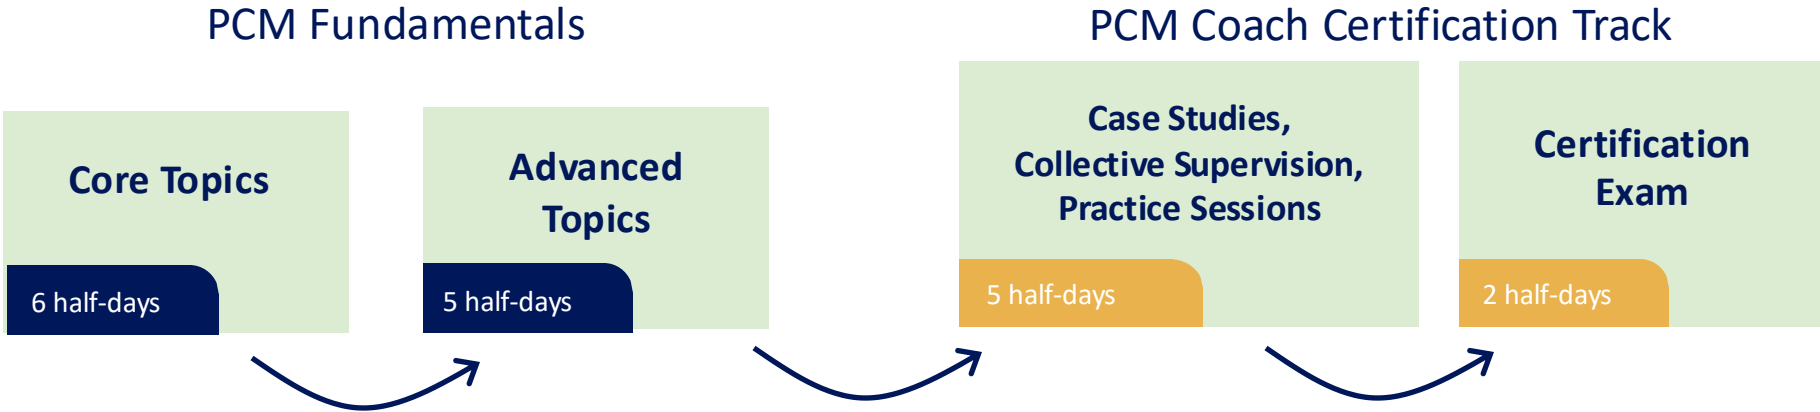 PCM Fundamentals
PCM Coach Certification Track
Core Topics
6 half-days
Advanced
Topics
5 half-days
Case Studies,
Collective Supervision,
Practice Sessions
5 half-days
Certification
Exam
2 half-days